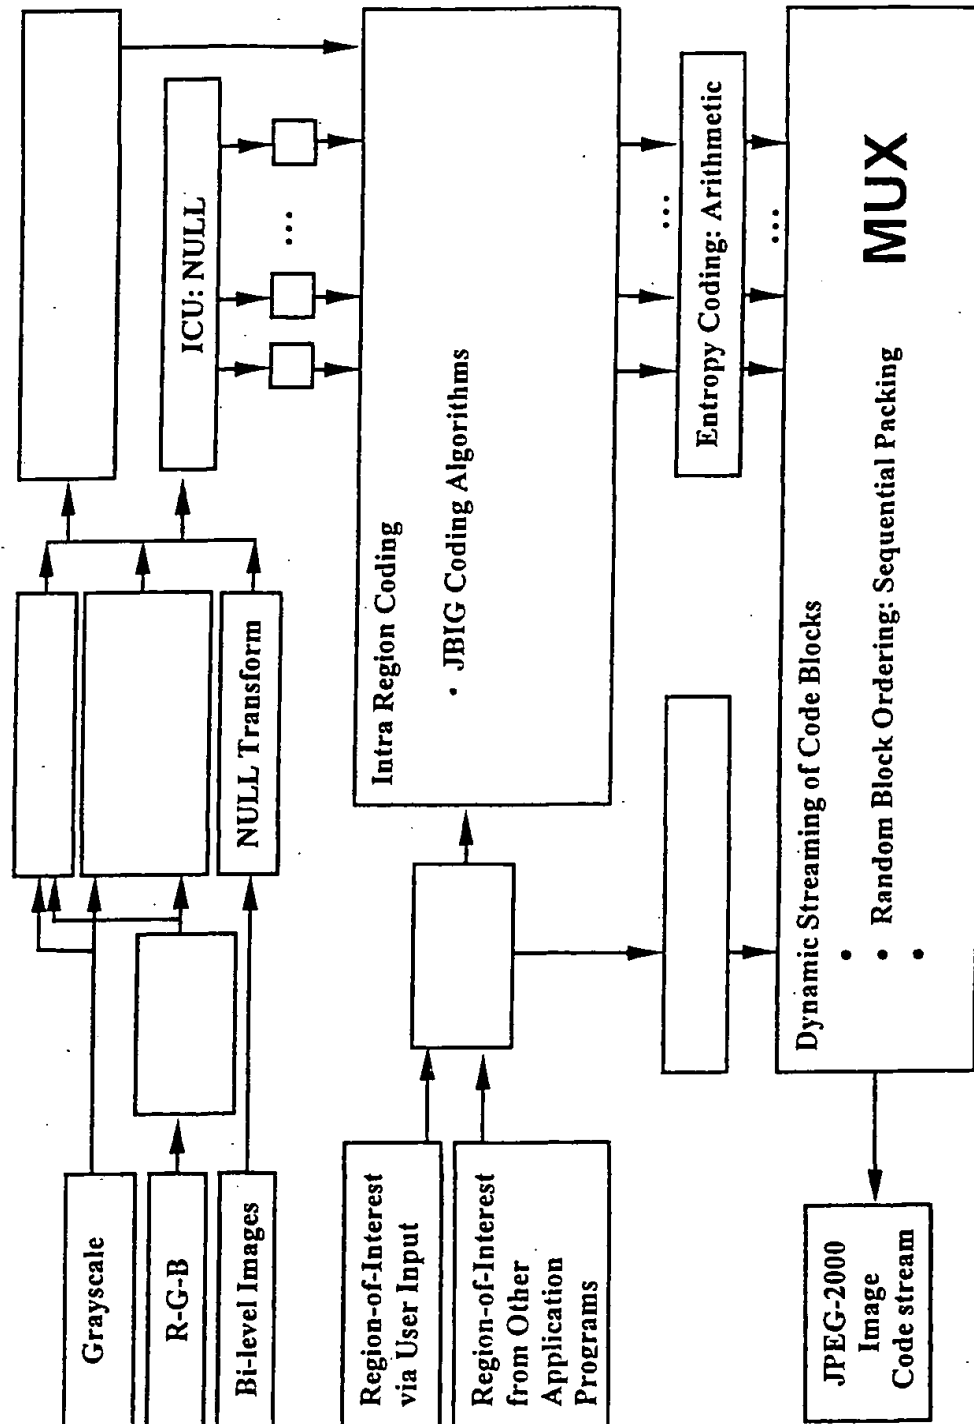 Grayscale
R-G-B
Bi-level Images
NULL Transform
ICU: NULL
...
Region-of-Interest
via User Input
Region-of-Interest
from Other
Application
Programs
Intra Region Coding
• JBIG Coding Algorithms
...
Entropy Coding: Arithmetic
...
Dynamic Streaming of Code Blocks
•
• Random Block Ordering: Sequential Packing
•
MUX
JPEG-2000
Image
Code stream